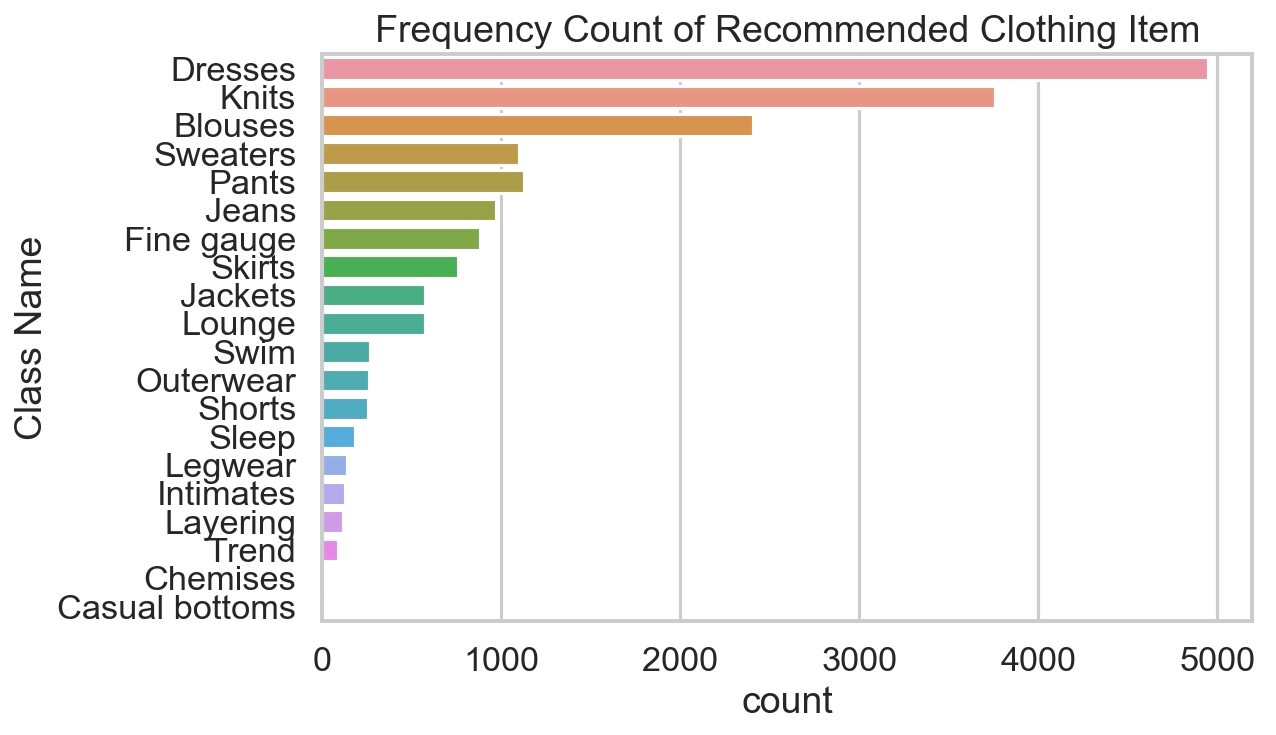 Frequency Count of Recommended Clothing Item
Class Name
Dresses
Knits
Blouses
Sweaters
Pants
Jeans
Fine gauge
Skirts
Jackets
Lounge
Swim
Outerwear
Shorts
Sleep
Legwear
Intimates
Layering
Trend
Chemises
Casual bottoms
0 1000 2000 3000 4000 5000
count